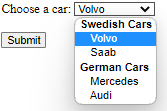 Choose a car: Volvo
Swedish Cars
Volvo
Saab
German Cars
Mercedes
Audi
Submit